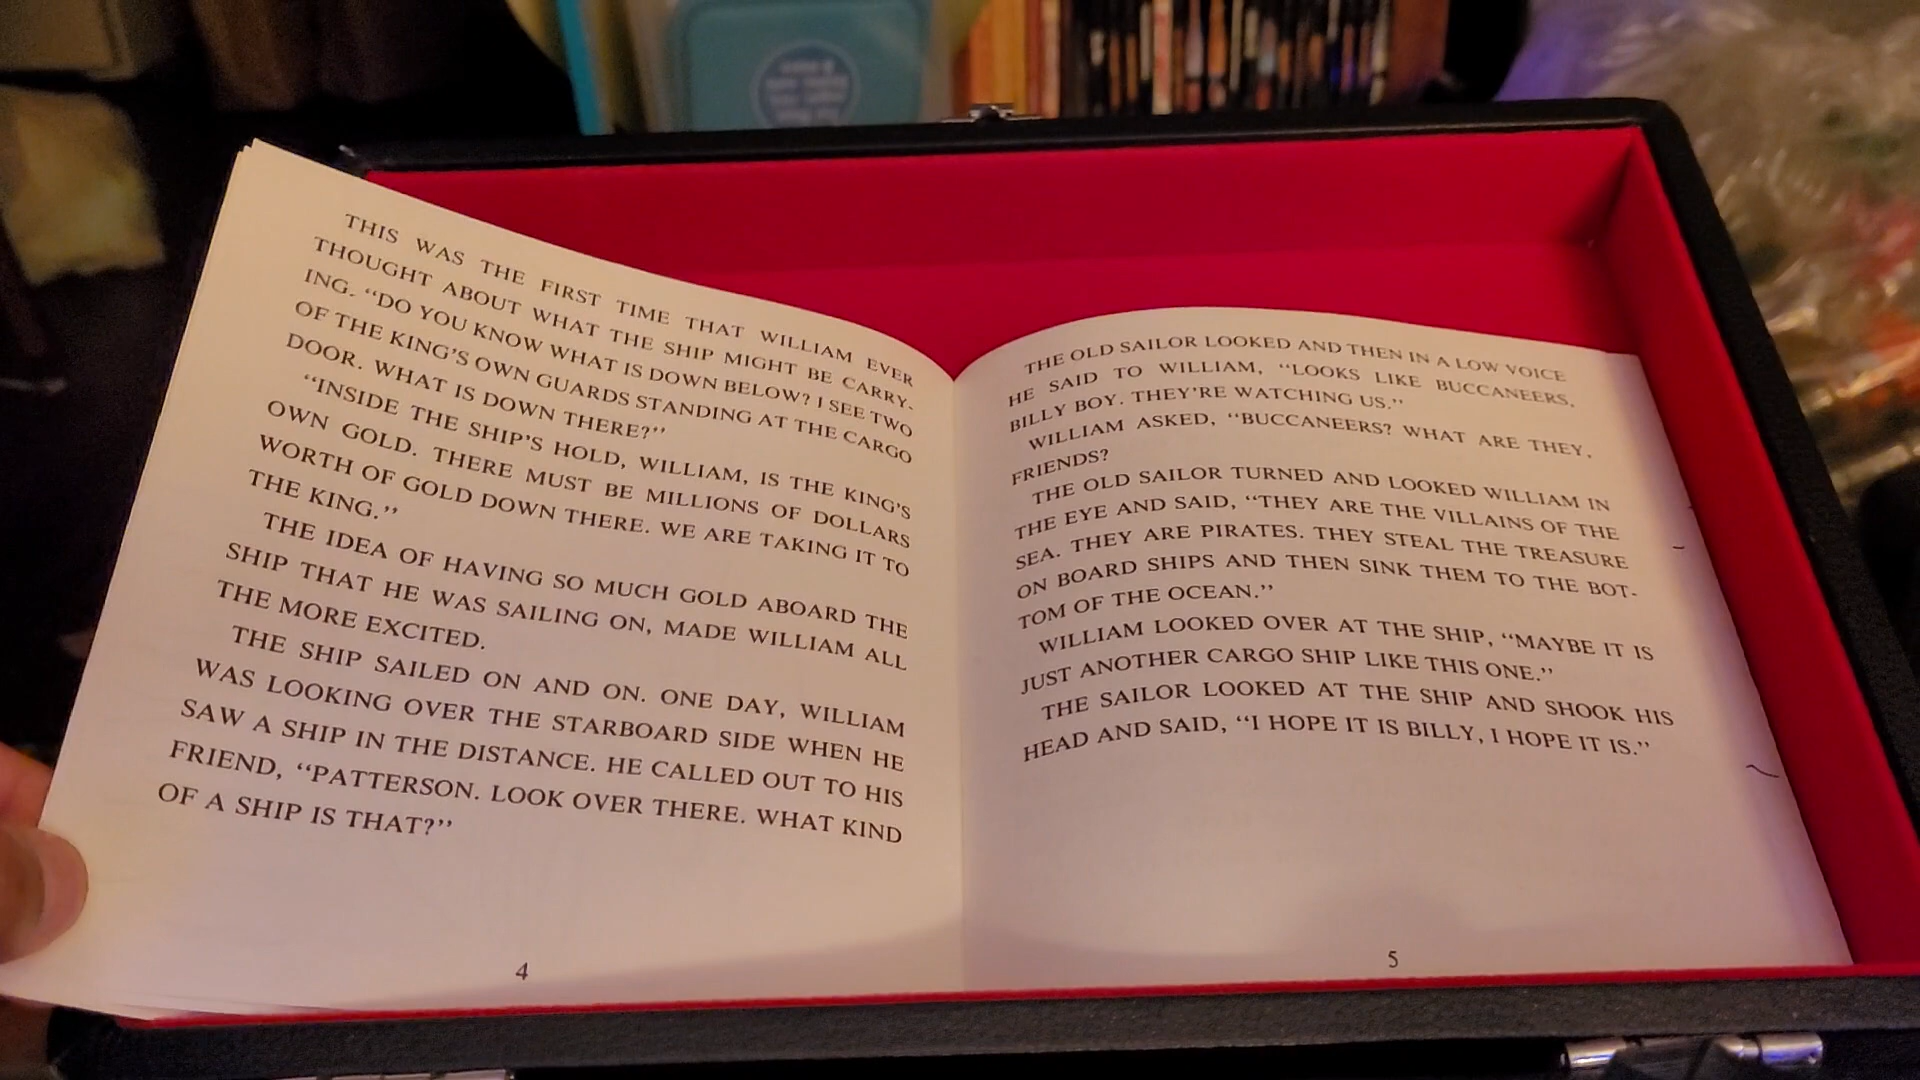 THIS WAS THE FIRST TIME THAT WILLIAM EVER
THOUGHT ABOUT WHAT THE SHIP MIGHT BE CARRY-
ING. “DO YOU KNOW WHAT IS DOWN BELOW? I SEE TWO
OF THE KING’S OWN GUARDS STANDING AT THE CARGO
DOOR. WHAT IS DOWN THERE?”
“INSIDE THE SHIP’S HOLD, WILLIAM, IS THE KING’S
OWN GOLD. THERE MUST BE MILLIONS OF DOLLARS
WORTH OF GOLD DOWN THERE. WE ARE TAKING IT TO
THE KING.”
THE IDEA OF HAVING SO MUCH GOLD ABOARD THE
SHIP THAT HE WAS SAILING ON, MADE WILLIAM ALL
THE MORE EXCITED.
THE SHIP SAILED ON AND ON. ONE DAY, WILLIAM
WAS LOOKING OVER THE STARBOARD SIDE WHEN HE
SAW A SHIP IN THE DISTANCE. HE CALLED OUT TO HIS
FRIEND, “PATTERSON. LOOK OVER THERE. WHAT KIND
OF A SHIP IS THAT?”
4
THE OLD SAILOR LOOKED AND THEN IN A LOW VOICE
HE SAID TO WILLIAM, “LOOKS LIKE BUCCANEERS,
BILLY BOY. THEY’RE WATCHING US.”
WILLIAM ASKED, “BUCCANEERS? WHAT ARE THEY,
FRIENDS?
THE OLD SAILOR TURNED AND LOOKED WILLIAM IN
THE EYE AND SAID, “THEY ARE THE VILLAINS OF THE
SEA. THEY ARE PIRATES. THEY STEAL THE TREASURE
ON BOARD SHIPS AND THEN SINK THEM TO THE BOT-
TOM OF THE OCEAN.”
WILLIAM LOOKED OVER AT THE SHIP, “MAYBE IT IS
JUST ANOTHER CARGO SHIP LIKE THIS ONE.”
THE SAILOR LOOKED AT THE SHIP AND SHOOK HIS
HEAD AND SAID, “I HOPE IT IS BILLY, I HOPE IT IS.”
5